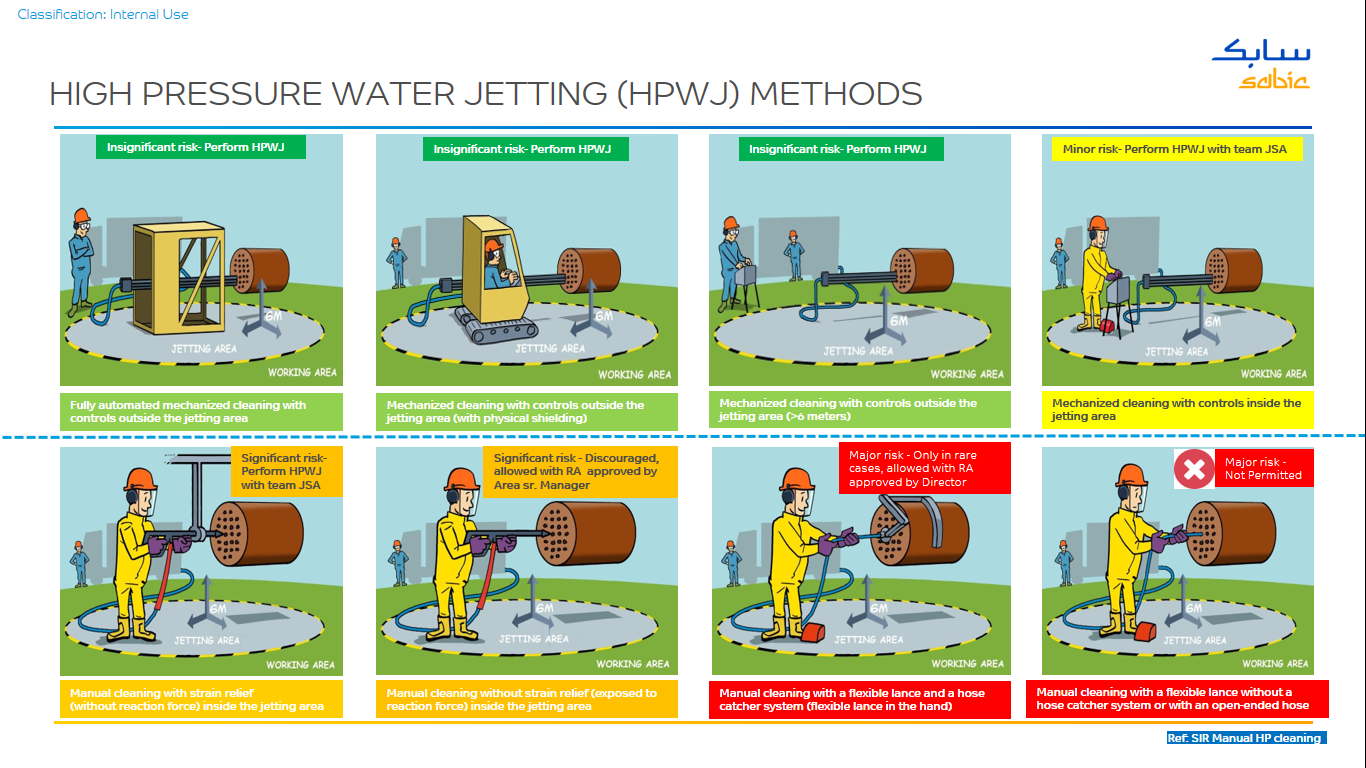 Classification: Internal Use
سابك
sabic
HIGH PRESSURE WATER JETTING (HPWJ) METHODS
Insignificant risk- Perform HPWJ
6M
JETTING AREA
WORKING AREA
Fully automated mechanized cleaning with
controls outside the jetting area
Insignificant risk- Perform HPWJ
6M
JETTING AREA
WORKING AREA
Mechanized cleaning with controls outside the
jetting area (with physical shielding)
Insignificant risk- Perform HPWJ
6M
JETTING AREA
WORKING AREA
Mechanized cleaning with controls outside the
jetting area (>6 meters)
Minor risk- Perform HPWJ with team JSA
6M
JETTING AREA
WORKING AREA
Mechanized cleaning with controls inside the
jetting area
Significant risk-
Perform HPWJ
with team JSA
6M
JETTING AREA
WORKING AREA
Manual cleaning with strain relief
(without reaction force) inside the jetting area
Significant risk - Discouraged,
allowed with RA approved by
Area sr. Manager
6M
JETTING AREA
WORKING AREA
Manual cleaning without strain relief (exposed to
reaction force) inside the jetting area
Major risk - Only in rare
cases, allowed with RA
approved by Director
6M
JETTING AREA
WORKING AREA
Manual cleaning with a flexible lance and a hose
catcher system (flexible lance in the hand)
Major risk -
Not Permitted
6M
JETTING AREA
WORKING AREA
Manual cleaning with a flexible lance without a
hose catcher system or with an open-ended hose
Ref: SIR Manual HP cleaning